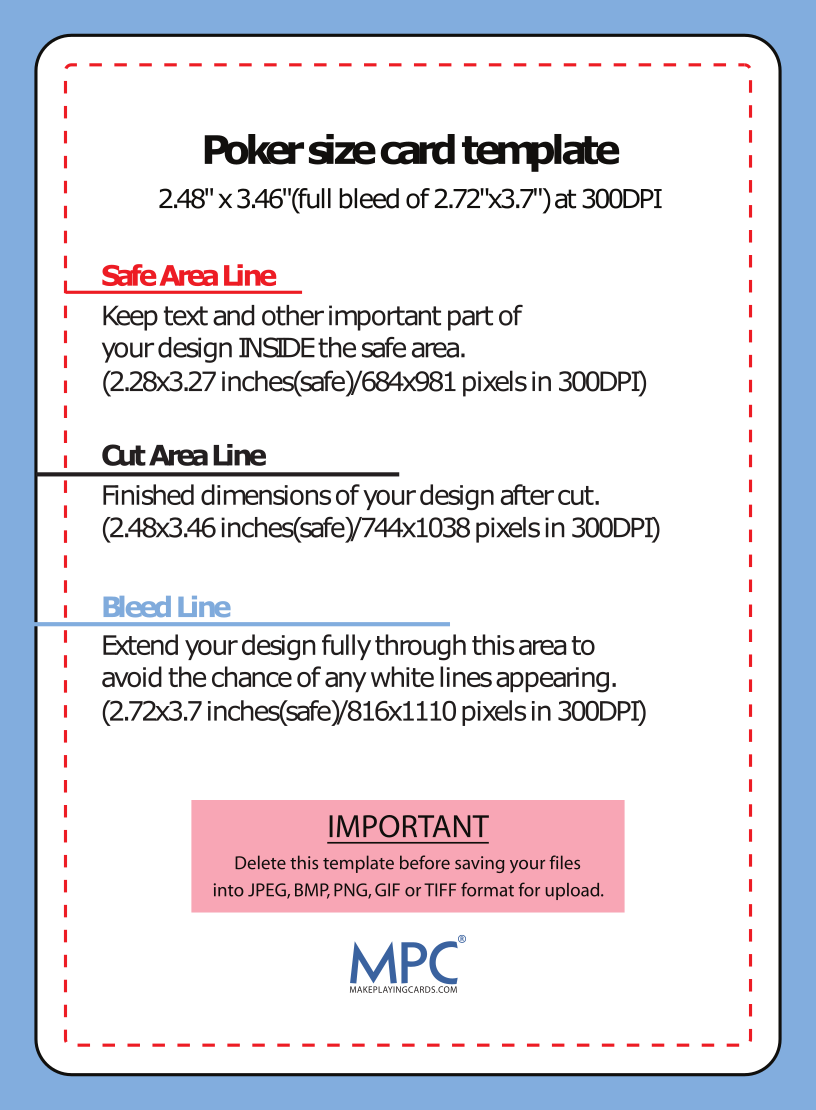 Poker size card template
2.48" x 3.46"(full bleed of 2.72"x3.7") at 300DPI
Safe Area Line
Keep text and other important part of
your design INSIDE the safe area.
(2.28x3.27 inches(safe)/684x981 pixels in 300DPI)
Cut Area Line
Finished dimensions of your design after cut.
(2.48x3.46 inches(safe)/744x1038 pixels in 300DPI)
Bleed Line
Extend your design fully through this area to
avoid the chance of any white lines appearing.
(2.72x3.7 inches(safe)/816x1110 pixels in 300DPI)
IMPORTANT
Delete this template before saving your files
into JPEG, BMP, PNG, GIF or TIFF format for upload.
MPC®
MAKEPLAYINGCARDS.COM